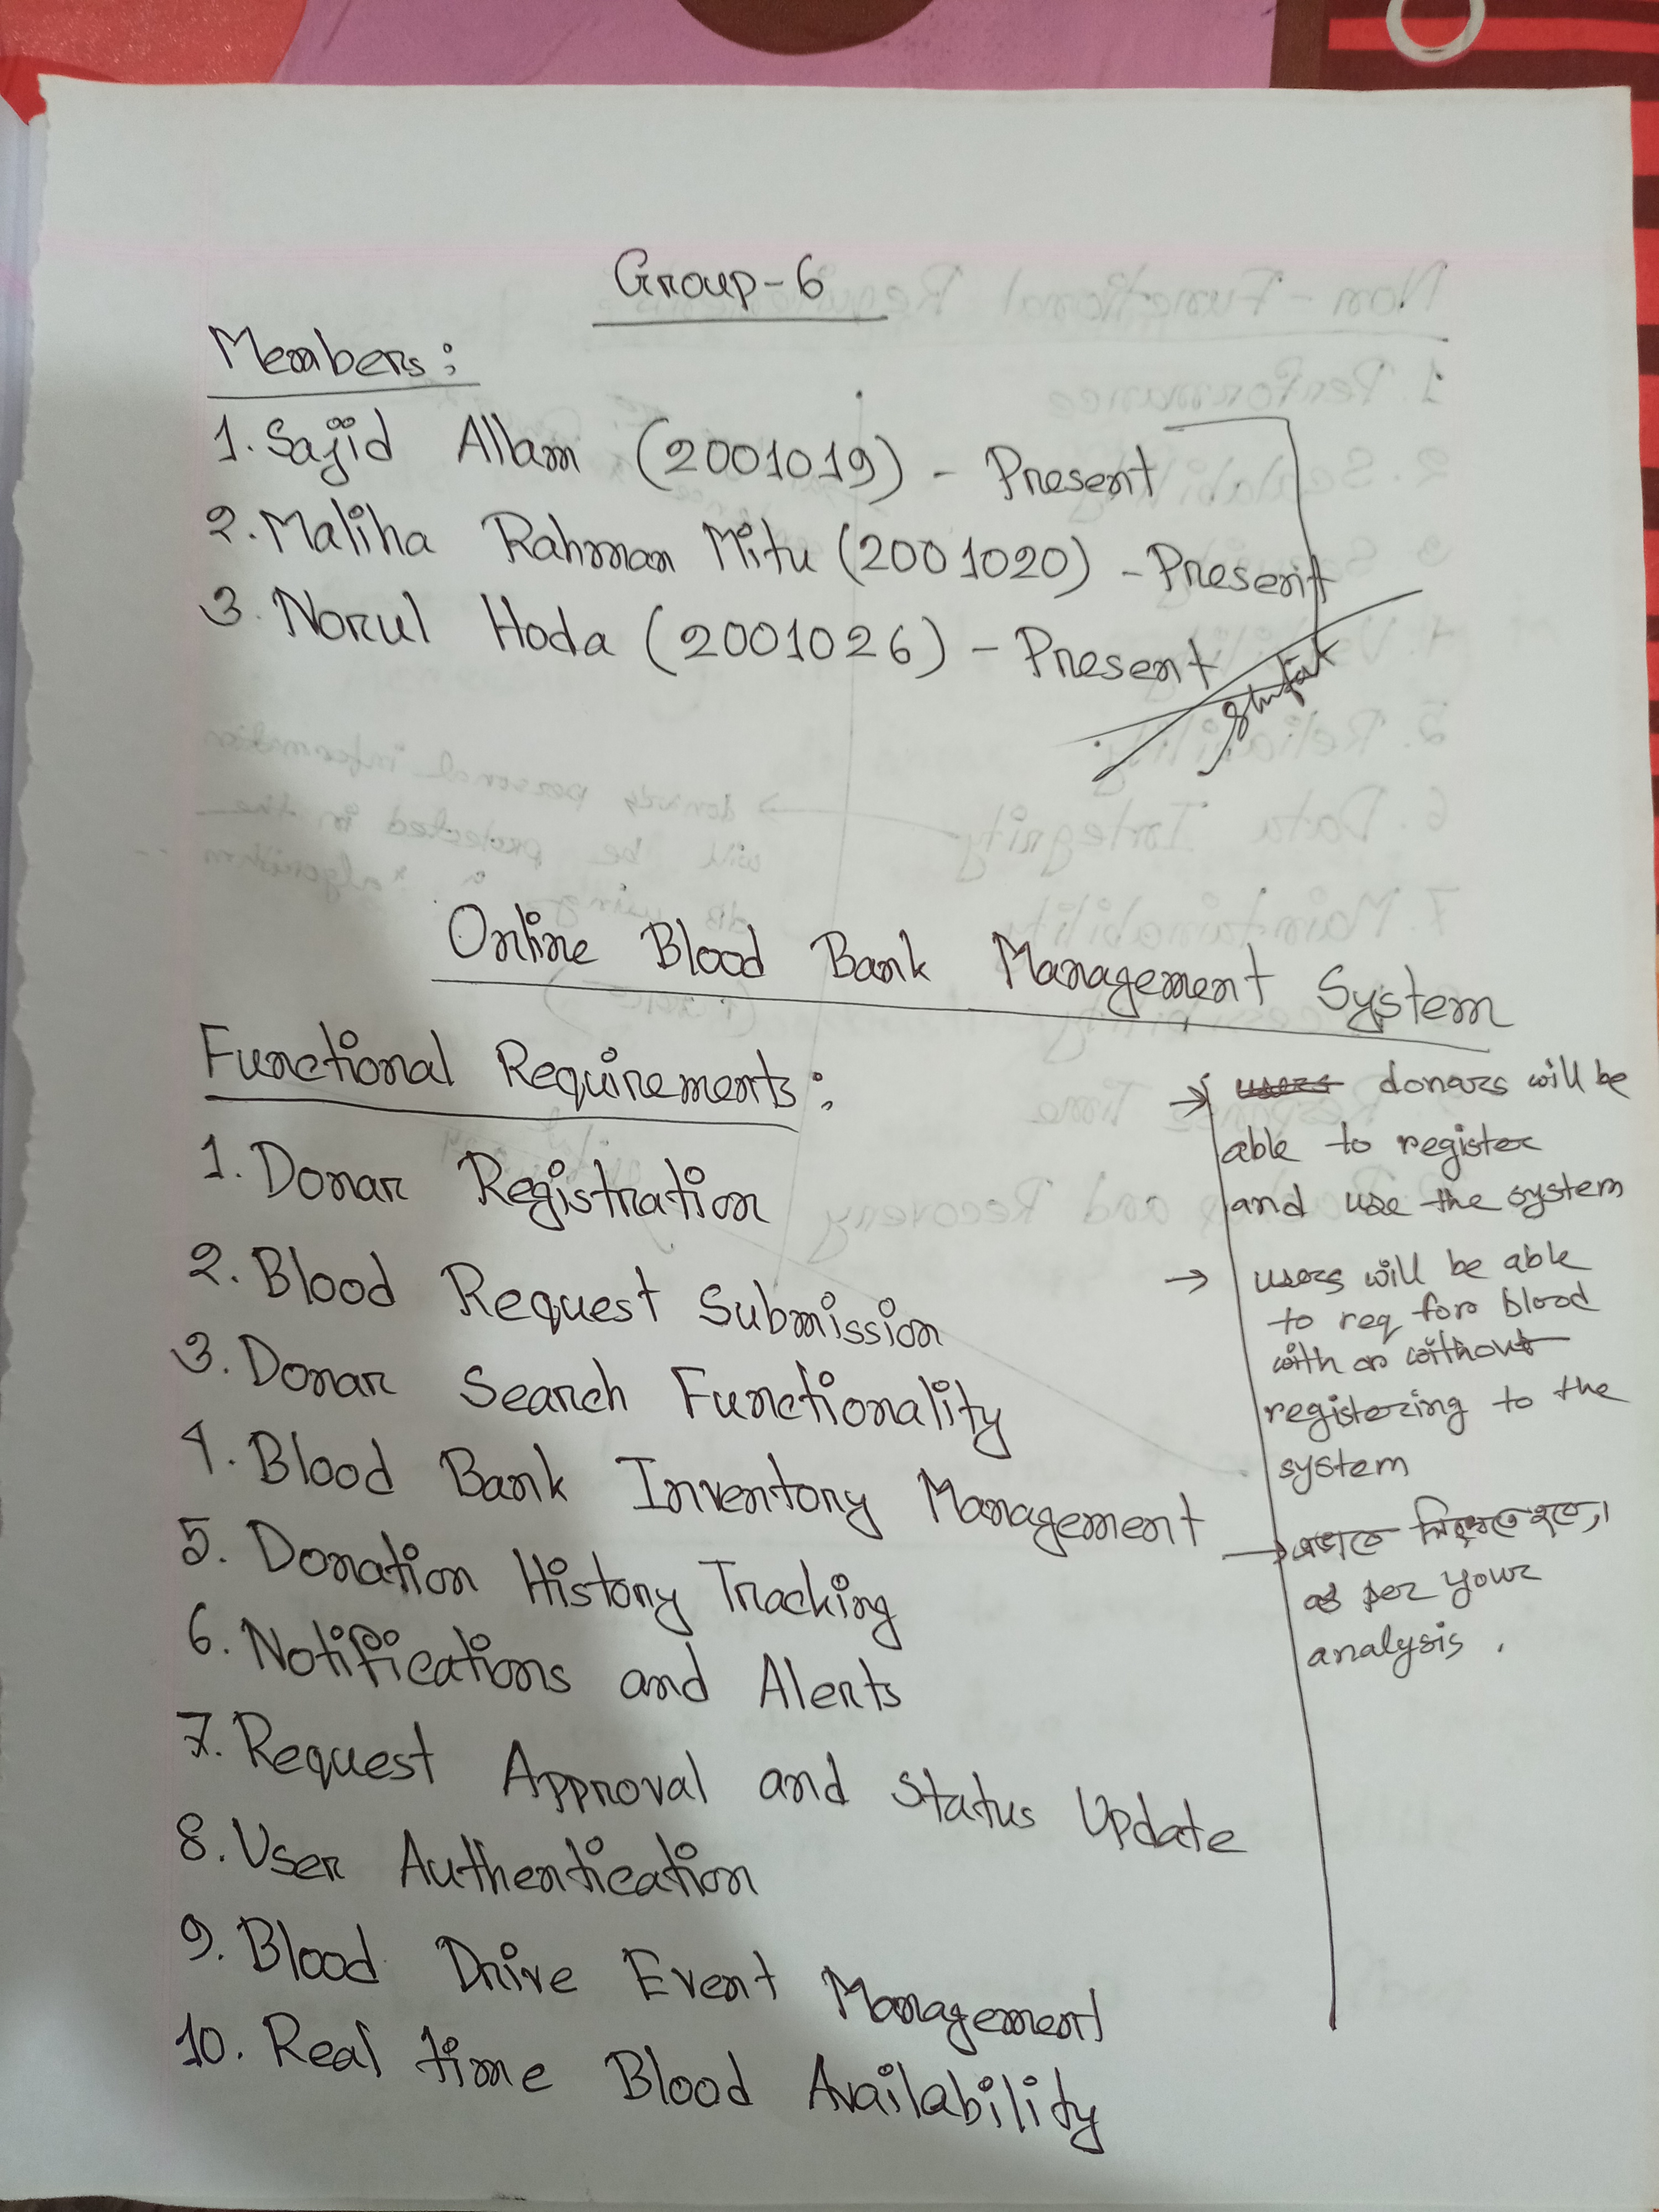 Group-6
Members:
1. Sajid Allam (2001019) - Present
2. Maliha Rahman Mitu (2001020) - Present
3. Norul Hoda (2001026) - Present
Online Blood Bank Management System
Functional Requirements:
1. Donar Registration
2. Blood Request Submission
3. Donar Search Functionality
4. Blood Bank Inventory Management
5. Donation History Tracking
6. Notifications and Alerts
7. Request Approval and Status Update
8. User Authentication
9. Blood Drive Event Management
10. Real time Blood Availability
→ users donars will be
able to register
and use the system
→ users will be able
to req for blood
with or without
registering to the
system
→ এভাবে লিখতে হবে,।
as per your
analysis.